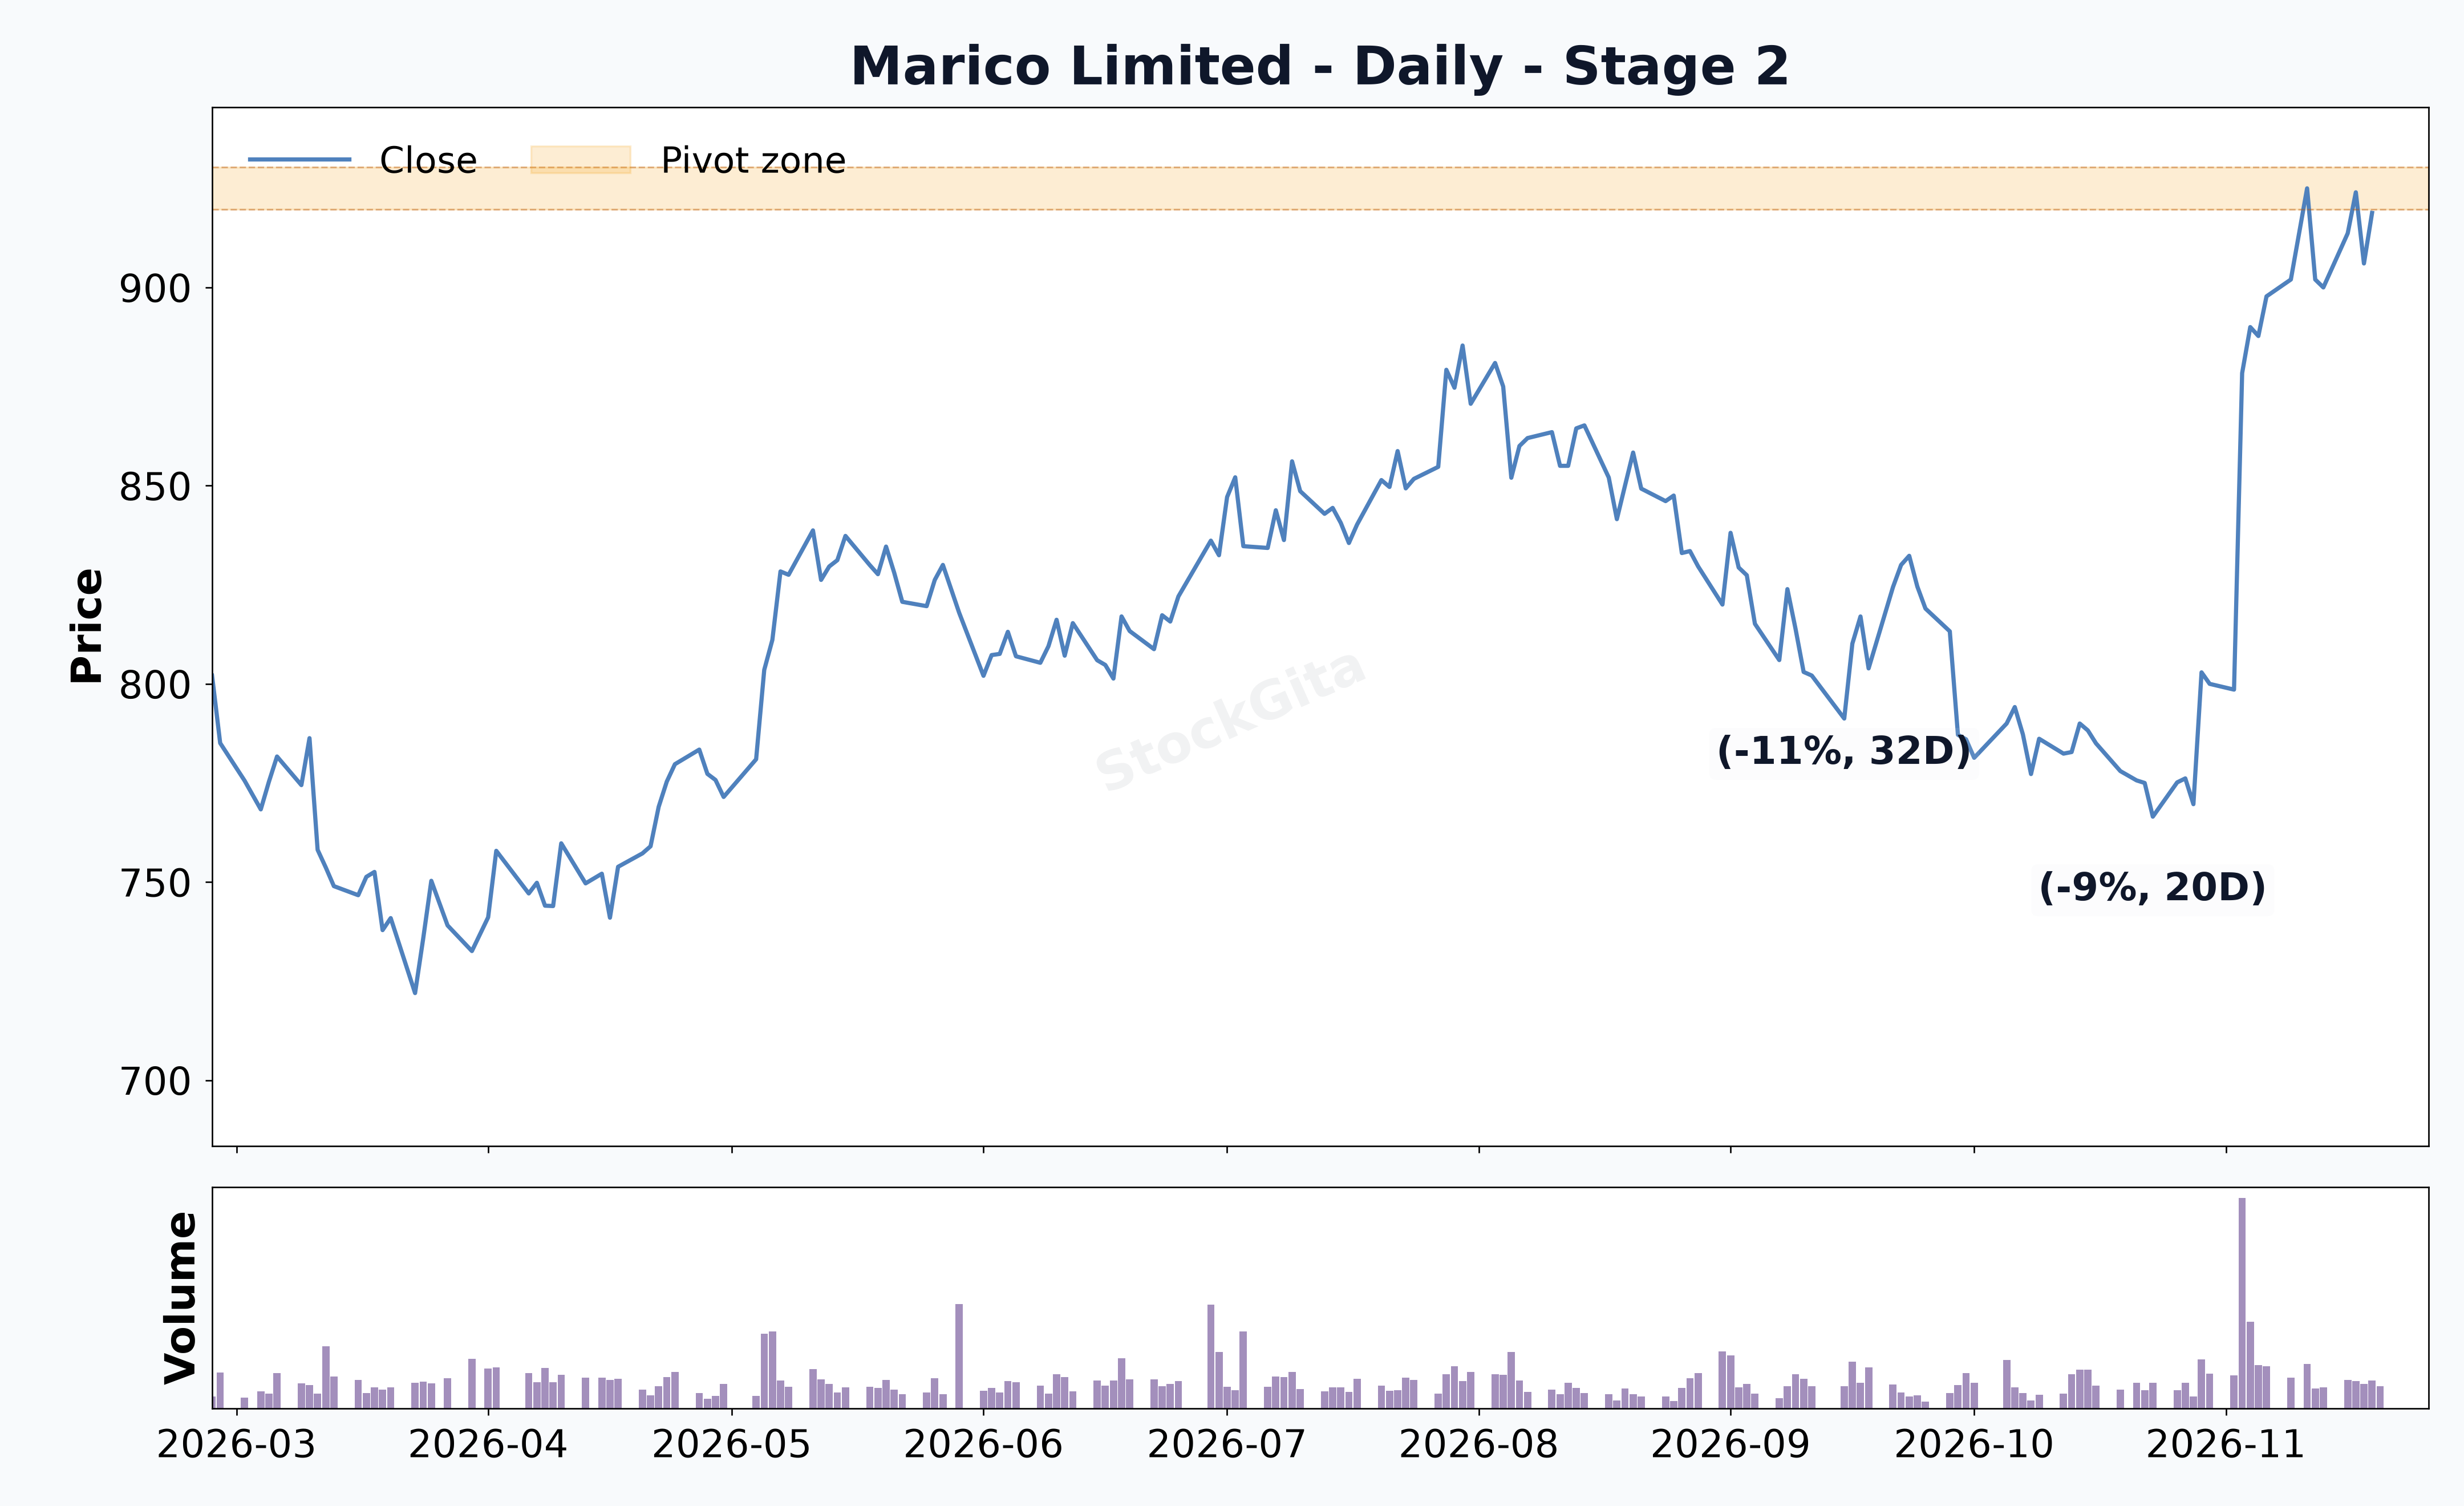 Marico Limited - Daily - Stage 2
Close
Pivot zone
900
850
800
750
700
Price
StockGita
(-11%, 32D)
(-9%, 20D)
Volume
2026-03
2026-04
2026-05
2026-06
2026-07
2026-08
2026-09
2026-10
2026-11